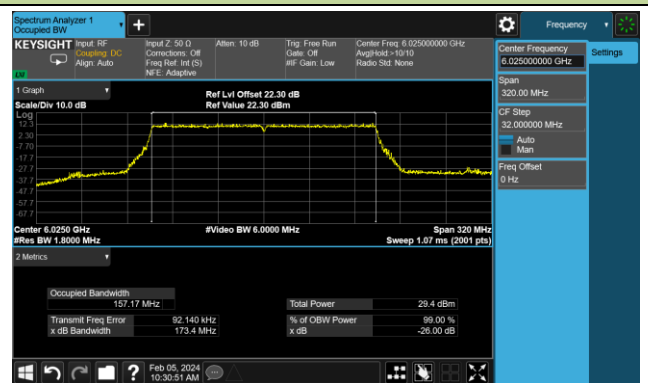 Spectrum Analyzer 1
Occupied BW
Frequency
KEYSIGHT
Input: RF
Coupling: DC
Align: Auto
Input Z: 50 Ω
Corrections: Off
Freq Ref: Int (S)
NFE: Adaptive
Atten: 10 dB
Trig: Free Run
Gate: Off
#IF Gain: Low
Center Freq: 6.025000000 GHz
Avg|Hold:>10/10
Radio Std: None
Center Frequency
6.025000000 GHz
Settings
Span
320.00 MHz
CF Step
32.000000 MHz
Auto
Man
Freq Offset
0 Hz
1 Graph
Scale/Div 10.0 dB
Ref Lvl Offset 22.30 dB
Ref Value 22.30 dBm
Log
12.3
2.30
-7.70
-17.7
-27.7
-37.7
-47.7
-57.7
-67.7
Center 6.0250 GHz
#Video BW 6.0000 MHz
Span 320 MHz
#Res BW 1.8000 MHz
Sweep 1.07 ms (2001 pts)
2 Metrics
Occupied Bandwidth
157.17 MHz
Total Power 29.4 dBm
Transmit Freq Error 92.140 kHz
% of OBW Power 99.00 %
x dB Bandwidth 173.4 MHz
x dB -26.00 dB
Feb 05, 2024
10:30:51 AM